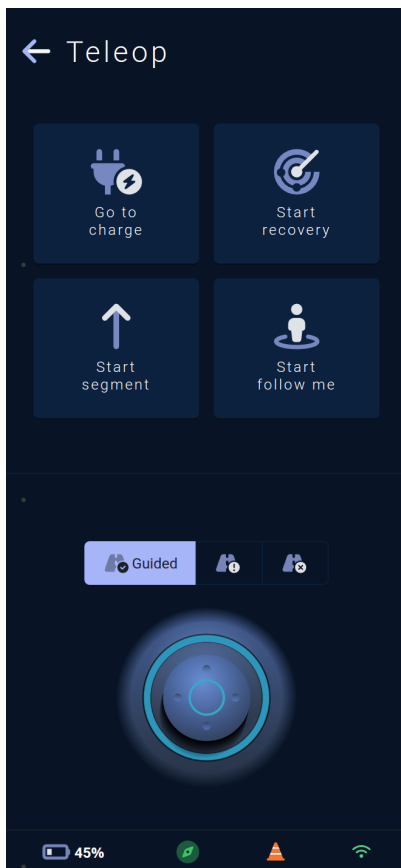 Teleop
Go to
charge
Start
recovery
Start
segment
Start
follow me
Guided
45%